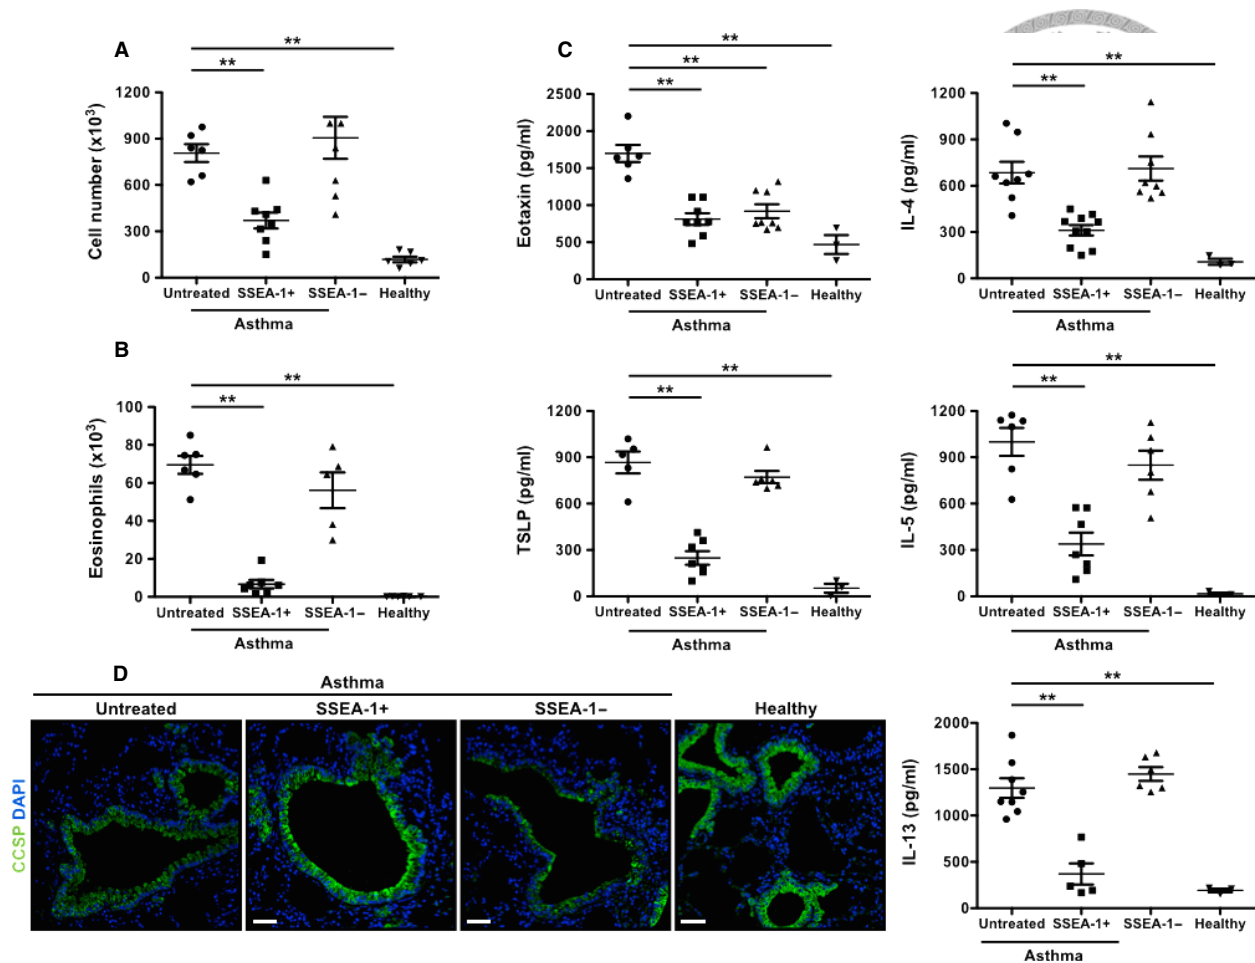 A
**
**
Cell number (x10³)
1200
900
600
300
0
Untreated SSEA-1+ SSEA-1– Healthy
Asthma
B
**
**
Eosinophils (x10³)
100
80
60
40
20
0
Untreated SSEA-1+ SSEA-1– Healthy
Asthma
C
**
**
**
Eotaxin (pg/ml)
2500
2000
1500
1000
500
0
Untreated SSEA-1+ SSEA-1– Healthy
Asthma
**
**
IL-4 (pg/ml)
1200
900
600
300
0
Untreated SSEA-1+ SSEA-1– Healthy
Asthma
**
**
TSLP (pg/ml)
1200
900
600
300
0
Untreated SSEA-1+ SSEA-1– Healthy
Asthma
**
**
IL-5 (pg/ml)
1200
900
600
300
0
Untreated SSEA-1+ SSEA-1– Healthy
Asthma
**
**
IL-13 (pg/ml)
2000
1500
1000
500
0
Untreated SSEA-1+ SSEA-1– Healthy
Asthma
D
Asthma
Untreated SSEA-1+ SSEA-1– Healthy
CCSP DAPI